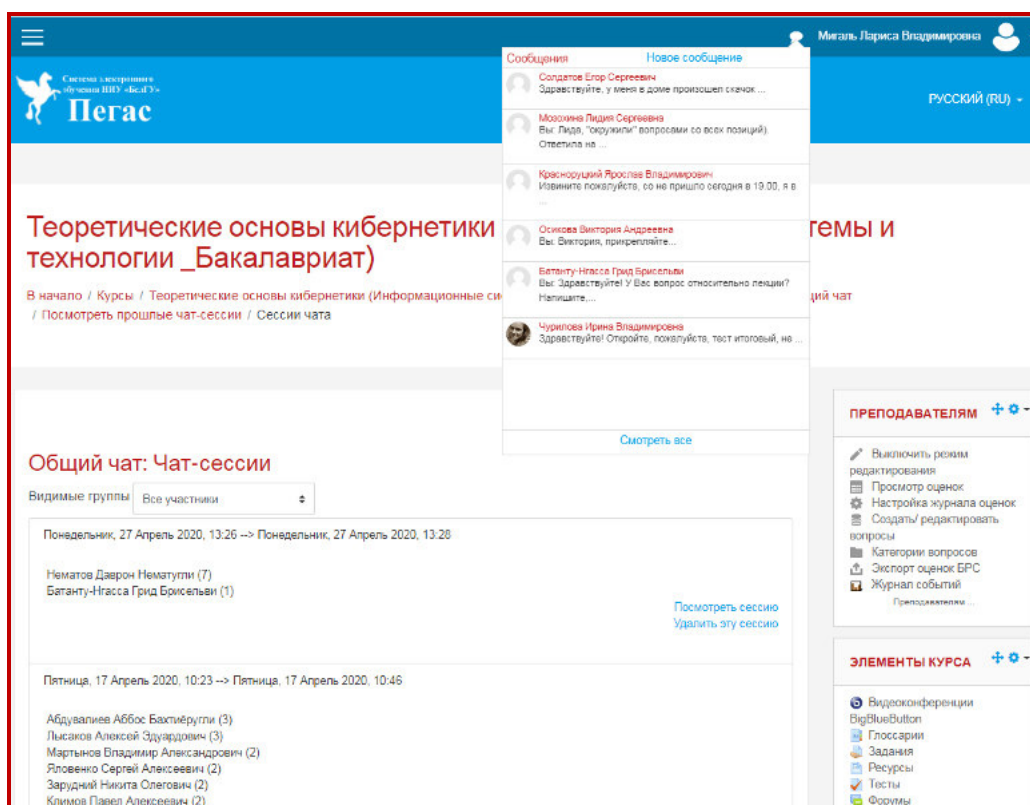 Мигаль Лариса Владимировна
Система электронного
обучения НИУ «БелГУ»
Пегас
РУССКИЙ (RU)
Сообщения
Новое сообщение
Солдатов Егор Сергеевич
Здравствуйте, у меня в доме произошел скачок ...
Мозохина Лидия Сергеевна
Вы: Лида, "окружили" вопросами со всех позиций).
Ответила на ...
Краснoруцкий Ярослав Владимирович
Извините пожалуйста, со не пришло сегодня в 19.00, я в
...
Осикова Виктория Андреевна
Вы: Виктория, прикрепляйте...
Батанту-Нгасса Грид Брисельви
Вы: Здравствуйте! У Вас вопрос относительно лекции?
Напишите,...
Чурилова Ирина Владимировна
Здравствуйте! Откройте, пожалуйста, тест итоговый, не ...
Смотреть все
Теоретические основы кибернетики
темы и
технологии _Бакалавриат)
В начало / Курсы / Теоретические основы кибернетики (Информационные си
ий чат
/ Посмотреть прошлые чат-сессии / Сессии чата
Общий чат: Чат-сессии
Видимые группы Все участники
Понедельник, 27 Апрель 2020, 13:26 --> Понедельник, 27 Апрель 2020, 13:28
Нематов Даврон Нематугли (7)
Батанту-Нгасса Грид Брисельви (1)
Посмотреть сессию
Удалить эту сессию
Пятница, 17 Апрель 2020, 10:23 --> Пятница, 17 Апрель 2020, 10:46
Абдувалиев Аббос Бахтиёругли (3)
Лысаков Алексей Эдуардович (3)
Мартынов Владимир Александрович (2)
Яловенко Сергей Алексеевич (2)
Зарудний Никита Олегович (2)
Климов Павел Алексеевич (2)
ПРЕПОДАВАТЕЛЯМ
Выключить режим
редактирования
Просмотр оценок
Настройка журнала оценок
Создать/ редактировать
вопросы
Категории вопросов
Экспорт оценок БРС
Журнал событий
Преподавателям ...
ЭЛЕМЕНТЫ КУРСА
Видеоконференции
BigBlueButton
Глоссарии
Задания
Ресурсы
Тесты
Форумы